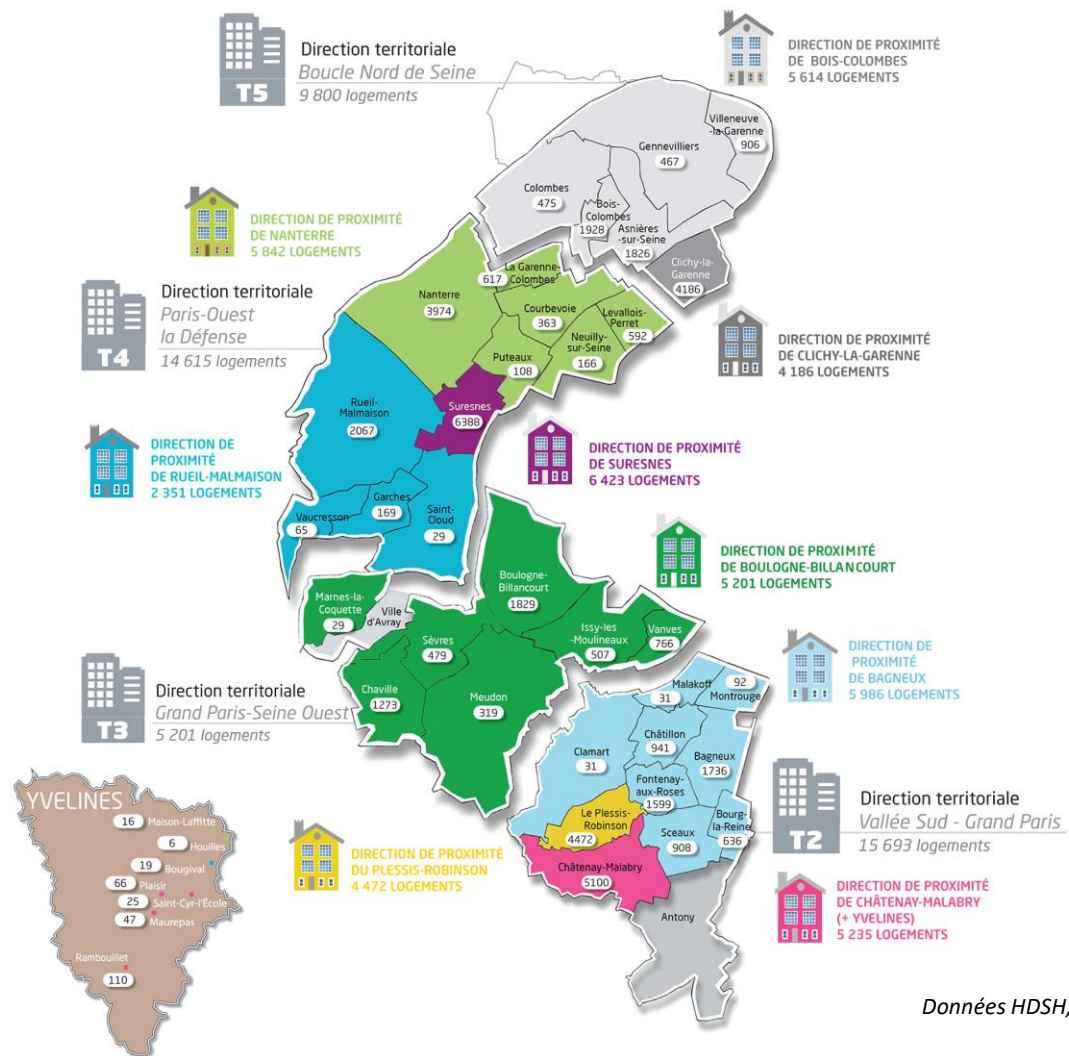 T5
Direction territoriale
Boucle Nord de Seine
9 800 logements
DIRECTION DE PROXIMITÉ
DE BOIS-COLOMBES
5 614 LOGEMENTS
Villeneuve
-la-Garenne
906
Gennevilliers
467
Colombes
475
Bois-
Colombes
1928
Asnières
-sur-Seine
1826
Clichy-la-
Garenne
4186
DIRECTION DE PROXIMITÉ
DE NANTERRE
5 842 LOGEMENTS
T4
Direction territoriale
Paris-Ouest
la Défense
14 615 logements
La Garenne-
Colombes
617
Nanterre
3974
Courbevoie
363
Levallois-
Perret
592
Neuilly-
sur-Seine
166
Puteaux
108
DIRECTION DE PROXIMITÉ
DE CLICHY-LA-GARENNE
4 186 LOGEMENTS
Rueil-
Malmaison
2067
Suresnes
6388
DIRECTION DE
PROXIMITÉ
DE RUEIL-MALMAISON
2 351 LOGEMENTS
DIRECTION DE PROXIMITÉ
DE SURESNES
6 423 LOGEMENTS
Garches
169
Vaucresson
65
Saint-
Cloud
29
DIRECTION DE PROXIMITÉ
DE BOULOGNE-BILLANCOURT
5 201 LOGEMENTS
Boulogne-
Billancourt
1829
Marnes-la-
Coquette
29
Ville
d'Avray
Issy-les
-Moulineaux
507
Vanves
766
Sèvres
479
Chaville
1273
Meudon
319
T3
Direction territoriale
Grand Paris-Seine Ouest
5 201 logements
DIRECTION DE
PROXIMITÉ
DE BAGNEUX
5 986 LOGEMENTS
Malakoff
31
92
Montrouge
Châtillon
941
Clamart
31
Bagneux
1736
Fontenay-
aux-Roses
1599
Bourg-
la-Reine
636
Le Plessis-
Robinson
4472
Sceaux
908
Châtenay-Malabry
5100
Antony
T2
Direction territoriale
Vallée Sud - Grand Paris
15 693 logements
DIRECTION DE PROXIMITÉ
DU PLESSIS-ROBINSON
4 472 LOGEMENTS
DIRECTION DE PROXIMITÉ
DE CHÂTENAY-MALABRY
(+ YVELINES)
5 235 LOGEMENTS
YVELINES
16 Maison-Laffitte
6 Houilles
19 Bougival
66 Plaisir
25 Saint-Cyr-l'École
47 Maurepas
Rambouillet
110
Données HDSH,